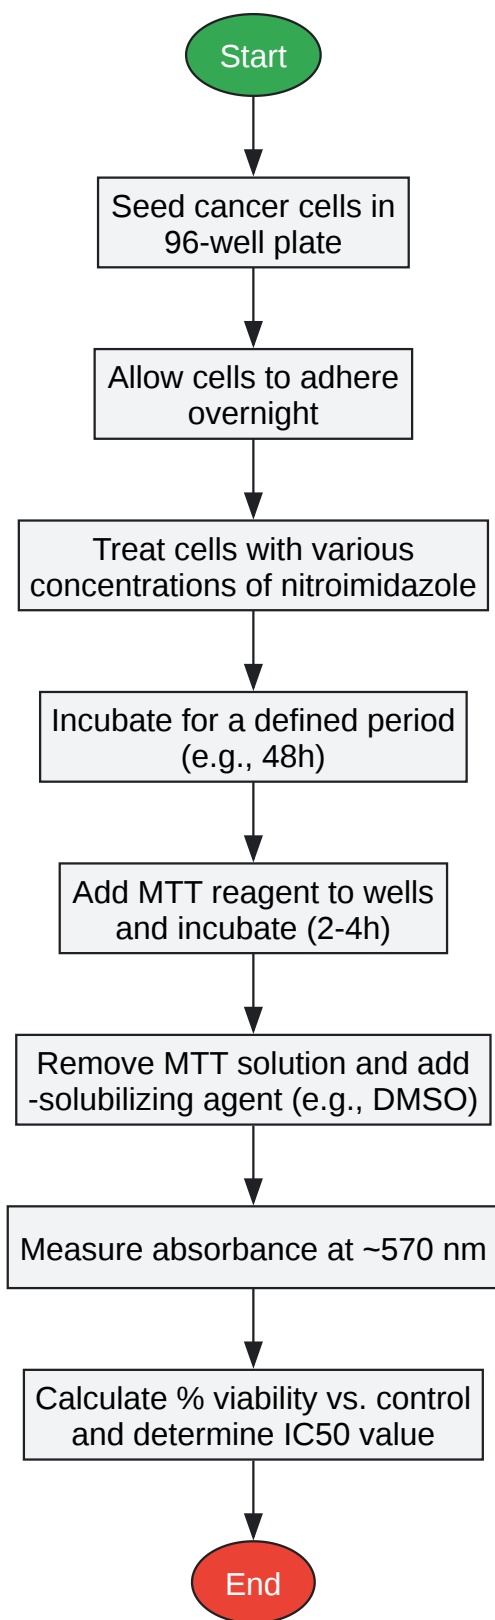 Start
Seed cancer cells in
96-well plate
Allow cells to adhere
overnight
Treat cells with various
concentrations of nitroimidazole
Incubate for a defined period
(e.g., 48h)
Add MTT reagent to wells
and incubate (2-4h)
Remove MTT solution and add
-solubilizing agent (e.g., DMSO)
Measure absorbance at ~570 nm
Calculate % viability vs. control
and determine IC50 value
End